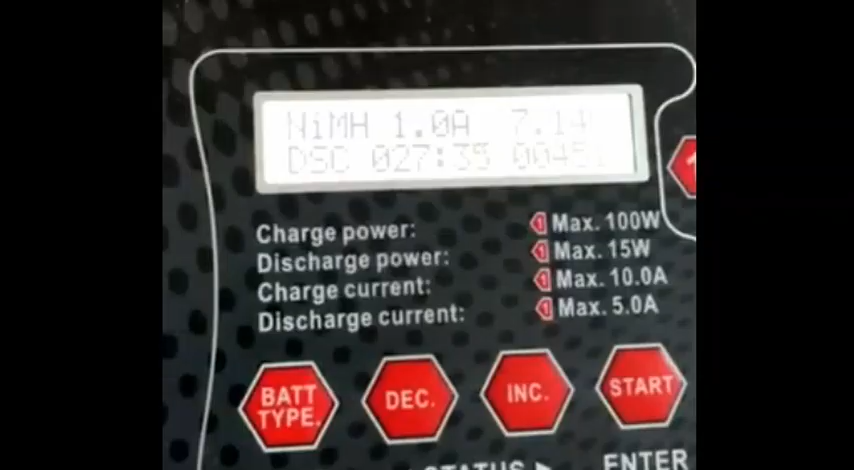 NiMH 1.0A 7.14
DSC 027:35
Charge power: Max. 100W
Discharge power: Max. 15W
Charge current: Max. 10.0A
Discharge current: Max. 5.0A
BATT TYPE.
DEC.
INC.
START
STATUS
ENTER